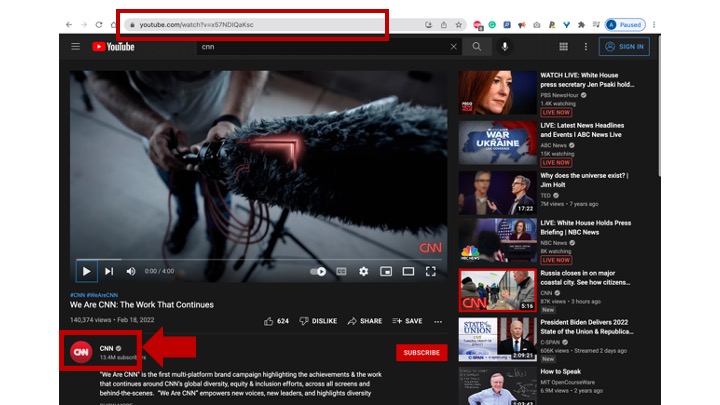 youtube.com/watch?v=x57NDIQaKsc
Paused
YouTube
cnn
SIGN IN
CNN
0:00 / 4:00
#CNN #WeAreCNN
We Are CNN: The Work That Continues
140,374 views • Feb 18, 2022
624
DISLIKE
SHARE
SAVE
CNN
CNN
13.4M subscribers
SUBSCRIBE
"We Are CNN" is the first multi-platform brand campaign highlighting the achievements & the work
that continues around CNN's global diversity, equity & inclusion efforts, across all screens and
behind-the-scenes. "We Are CNN" empowers new voices, new leaders, and highlights diversity
WATCH LIVE: White House
press secretary Jen Psaki hold...
PBS NewsHour
1.4K watching
LIVE NOW
WAR IN
UKRAINE
LIVE: Latest News Headlines
and Events | ABC News Live
ABC News
15K watching
LIVE NOW
17:22
Why does the universe exist? |
Jim Holt
TED
7M views • 7 years ago
NBC NEWS
LIVE: White House Holds Press
Briefing | NBC News
NBC News
8K watching
LIVE NOW
CNN
5:16
Russia closes in on major
coastal city. See how citizens...
CNN
87K views • 3 hours ago
New
STATE of the
UNION
2:09:21
President Biden Delivers 2022
State of the Union & Republica...
C-SPAN
606K views • Streamed 2 days
New
1:03:43
How to Speak
MIT OpenCourseWare
6.9M views • 2 years ago